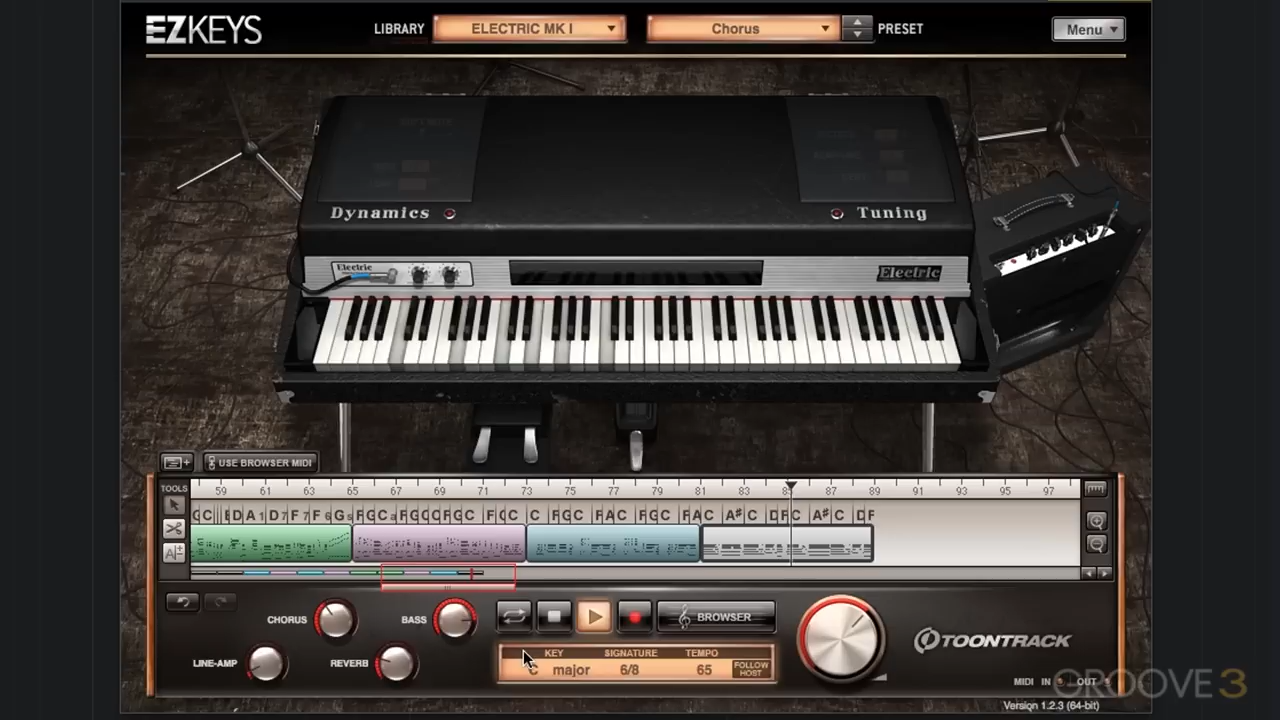 EZKEYS
LIBRARY ELECTRIC MK I Chorus PRESET Menu
Dynamics Tuning
Electric Electric
USE BROWSER MIDI
TOOLS 59 61 63 65 67 69 71 73 75 77 79 81 83 85 87 89 91 93 95 97
C A# C D F C A# C D F
CHORUS BASS BROWSER
LINE-AMP REVERB
TOONTRACK
KEY SIGNATURE TEMPO
C major 6/8 65 FOLLOW HOST
MIDI IN OUT
GROOVE 3
Version 1.2.3 (64-bit)